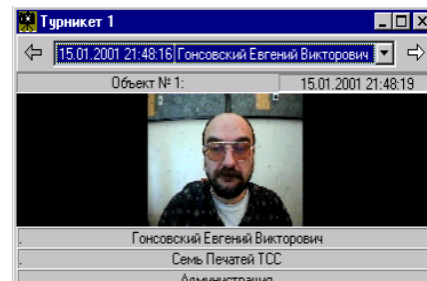 Турникет 1
15.01.2001 21:48:16 Гонсовский Евгений Викторович
Объект № 1:
15.01.2001 21:48:19
Гонсовский Евгений Викторович
Семь Печатей ТСС
Администрация